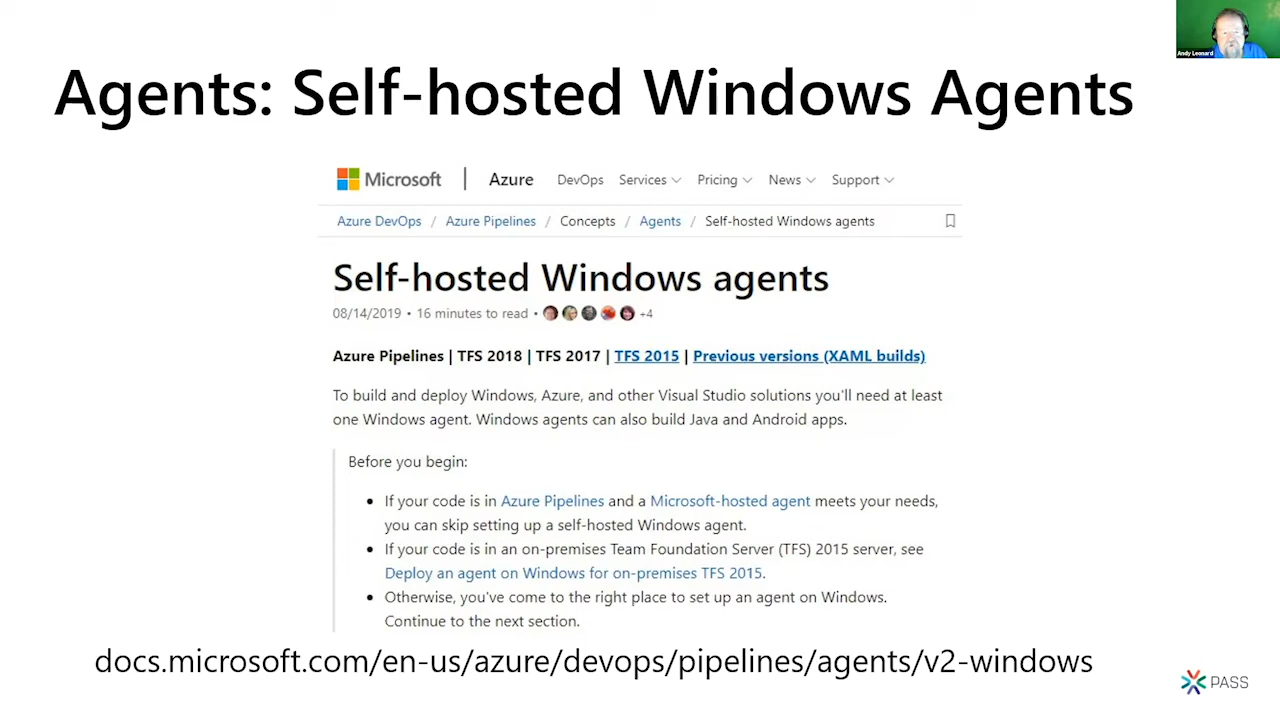 Andy Leonard
Agents: Self-hosted Windows Agents
Microsoft | Azure DevOps Services Pricing News Support
Azure DevOps / Azure Pipelines / Concepts / Agents / Self-hosted Windows agents
Self-hosted Windows agents
08/14/2019 • 16 minutes to read • +4
Azure Pipelines | TFS 2018 | TFS 2017 | TFS 2015 | Previous versions (XAML builds)
To build and deploy Windows, Azure, and other Visual Studio solutions you'll need at least
one Windows agent. Windows agents can also build Java and Android apps.
Before you begin:
• If your code is in Azure Pipelines and a Microsoft-hosted agent meets your needs,
you can skip setting up a self-hosted Windows agent.
• If your code is in an on-premises Team Foundation Server (TFS) 2015 server, see
Deploy an agent on Windows for on-premises TFS 2015.
• Otherwise, you've come to the right place to set up an agent on Windows.
Continue to the next section.
docs.microsoft.com/en-us/azure/devops/pipelines/agents/v2-windows
PASS